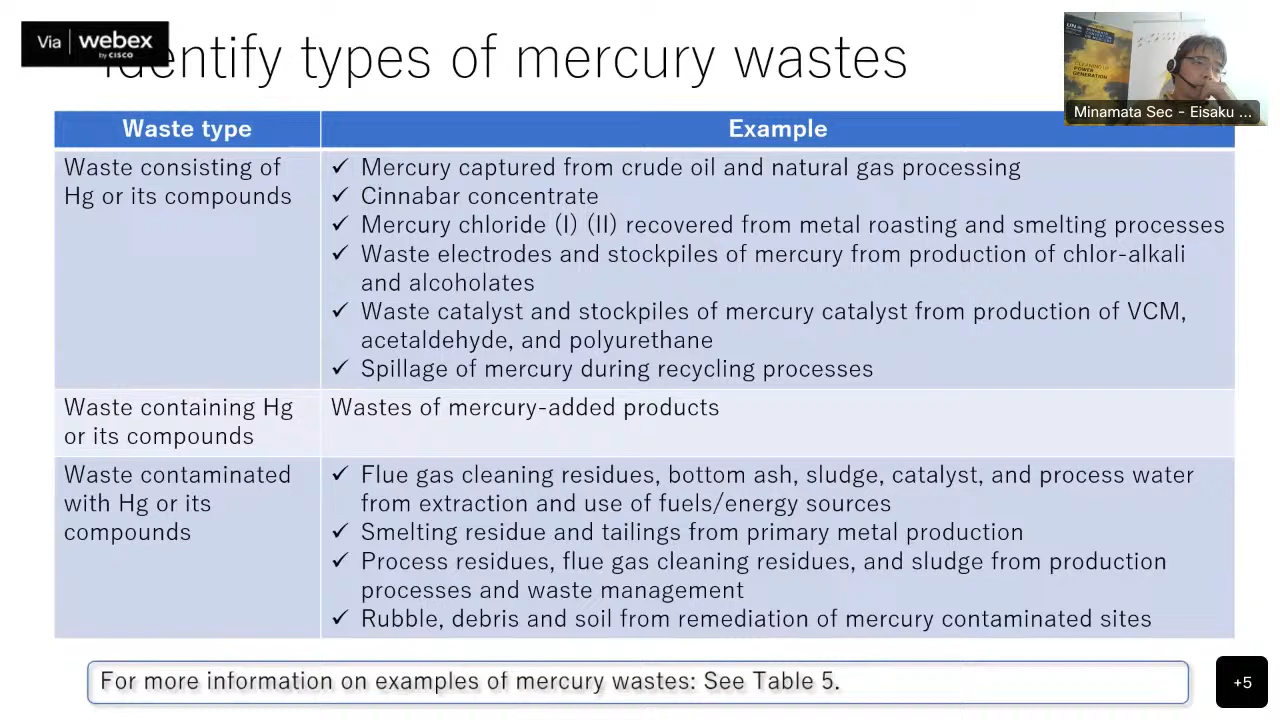 Via webex
by CISCO
Identify types of mercury wastes
UN
CLEANING UP
POWER
GENERATION
Minamata Sec - Eisaku ...
Waste type Example
Waste consisting of
Hg or its compounds
✓ Mercury captured from crude oil and natural gas processing
✓ Cinnabar concentrate
✓ Mercury chloride (I) (II) recovered from metal roasting and smelting processes
✓ Waste electrodes and stockpiles of mercury from production of chlor-alkali
and alcoholates
✓ Waste catalyst and stockpiles of mercury catalyst from production of VCM,
acetaldehyde, and polyurethane
✓ Spillage of mercury during recycling processes
Waste containing Hg
or its compounds
Wastes of mercury-added products
Waste contaminated
with Hg or its
compounds
✓ Flue gas cleaning residues, bottom ash, sludge, catalyst, and process water
from extraction and use of fuels/energy sources
✓ Smelting residue and tailings from primary metal production
✓ Process residues, flue gas cleaning residues, and sludge from production
processes and waste management
✓ Rubble, debris and soil from remediation of mercury contaminated sites
For more information on examples of mercury wastes: See Table 5.
+5